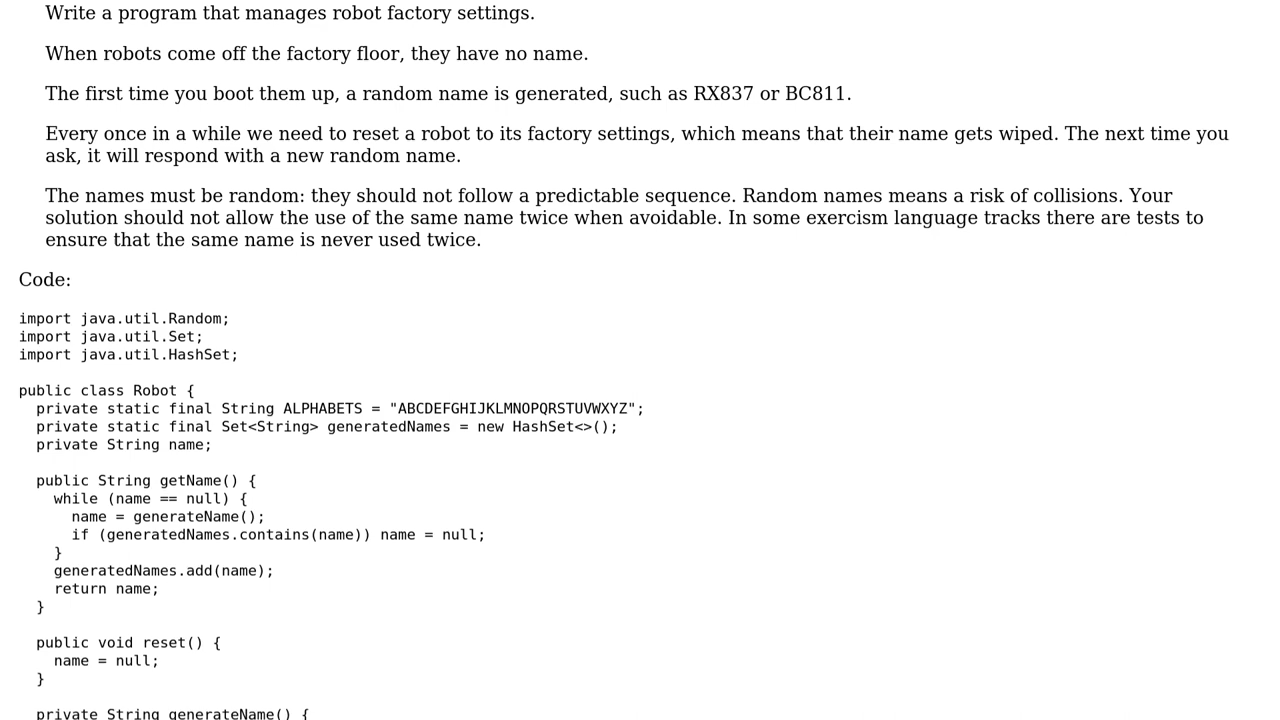 Write a program that manages robot factory settings.
When robots come off the factory floor, they have no name.
The first time you boot them up, a random name is generated, such as RX837 or BC811.
Every once in a while we need to reset a robot to its factory settings, which means that their name gets wiped. The next time you
ask, it will respond with a new random name.
The names must be random: they should not follow a predictable sequence. Random names means a risk of collisions. Your
solution should not allow the use of the same name twice when avoidable. In some exercism language tracks there are tests to
ensure that the same name is never used twice.
Code:
import java.util.Random;
import java.util.Set;
import java.util.HashSet;
public class Robot {
  private static final String ALPHABETS = "ABCDEFGHIJKLMNOPQRSTUVWXYZ";
  private static final Set<String> generatedNames = new HashSet<>();
  private String name;
  public String getName() {
    while (name == null) {
      name = generateName();
      if (generatedNames.contains(name)) name = null;
    }
    generatedNames.add(name);
    return name;
  }
  public void reset() {
    name = null;
  }
  private String generateName() {